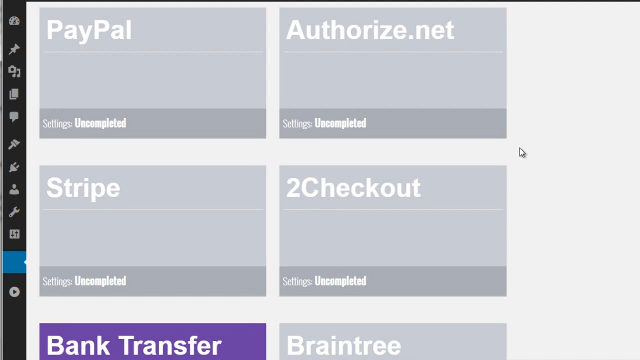 PayPal
Authorize.net
Settings: Uncompleted
Settings: Uncompleted
Stripe
2Checkout
Settings: Uncompleted
Settings: Uncompleted
Bank Transfer
Braintree